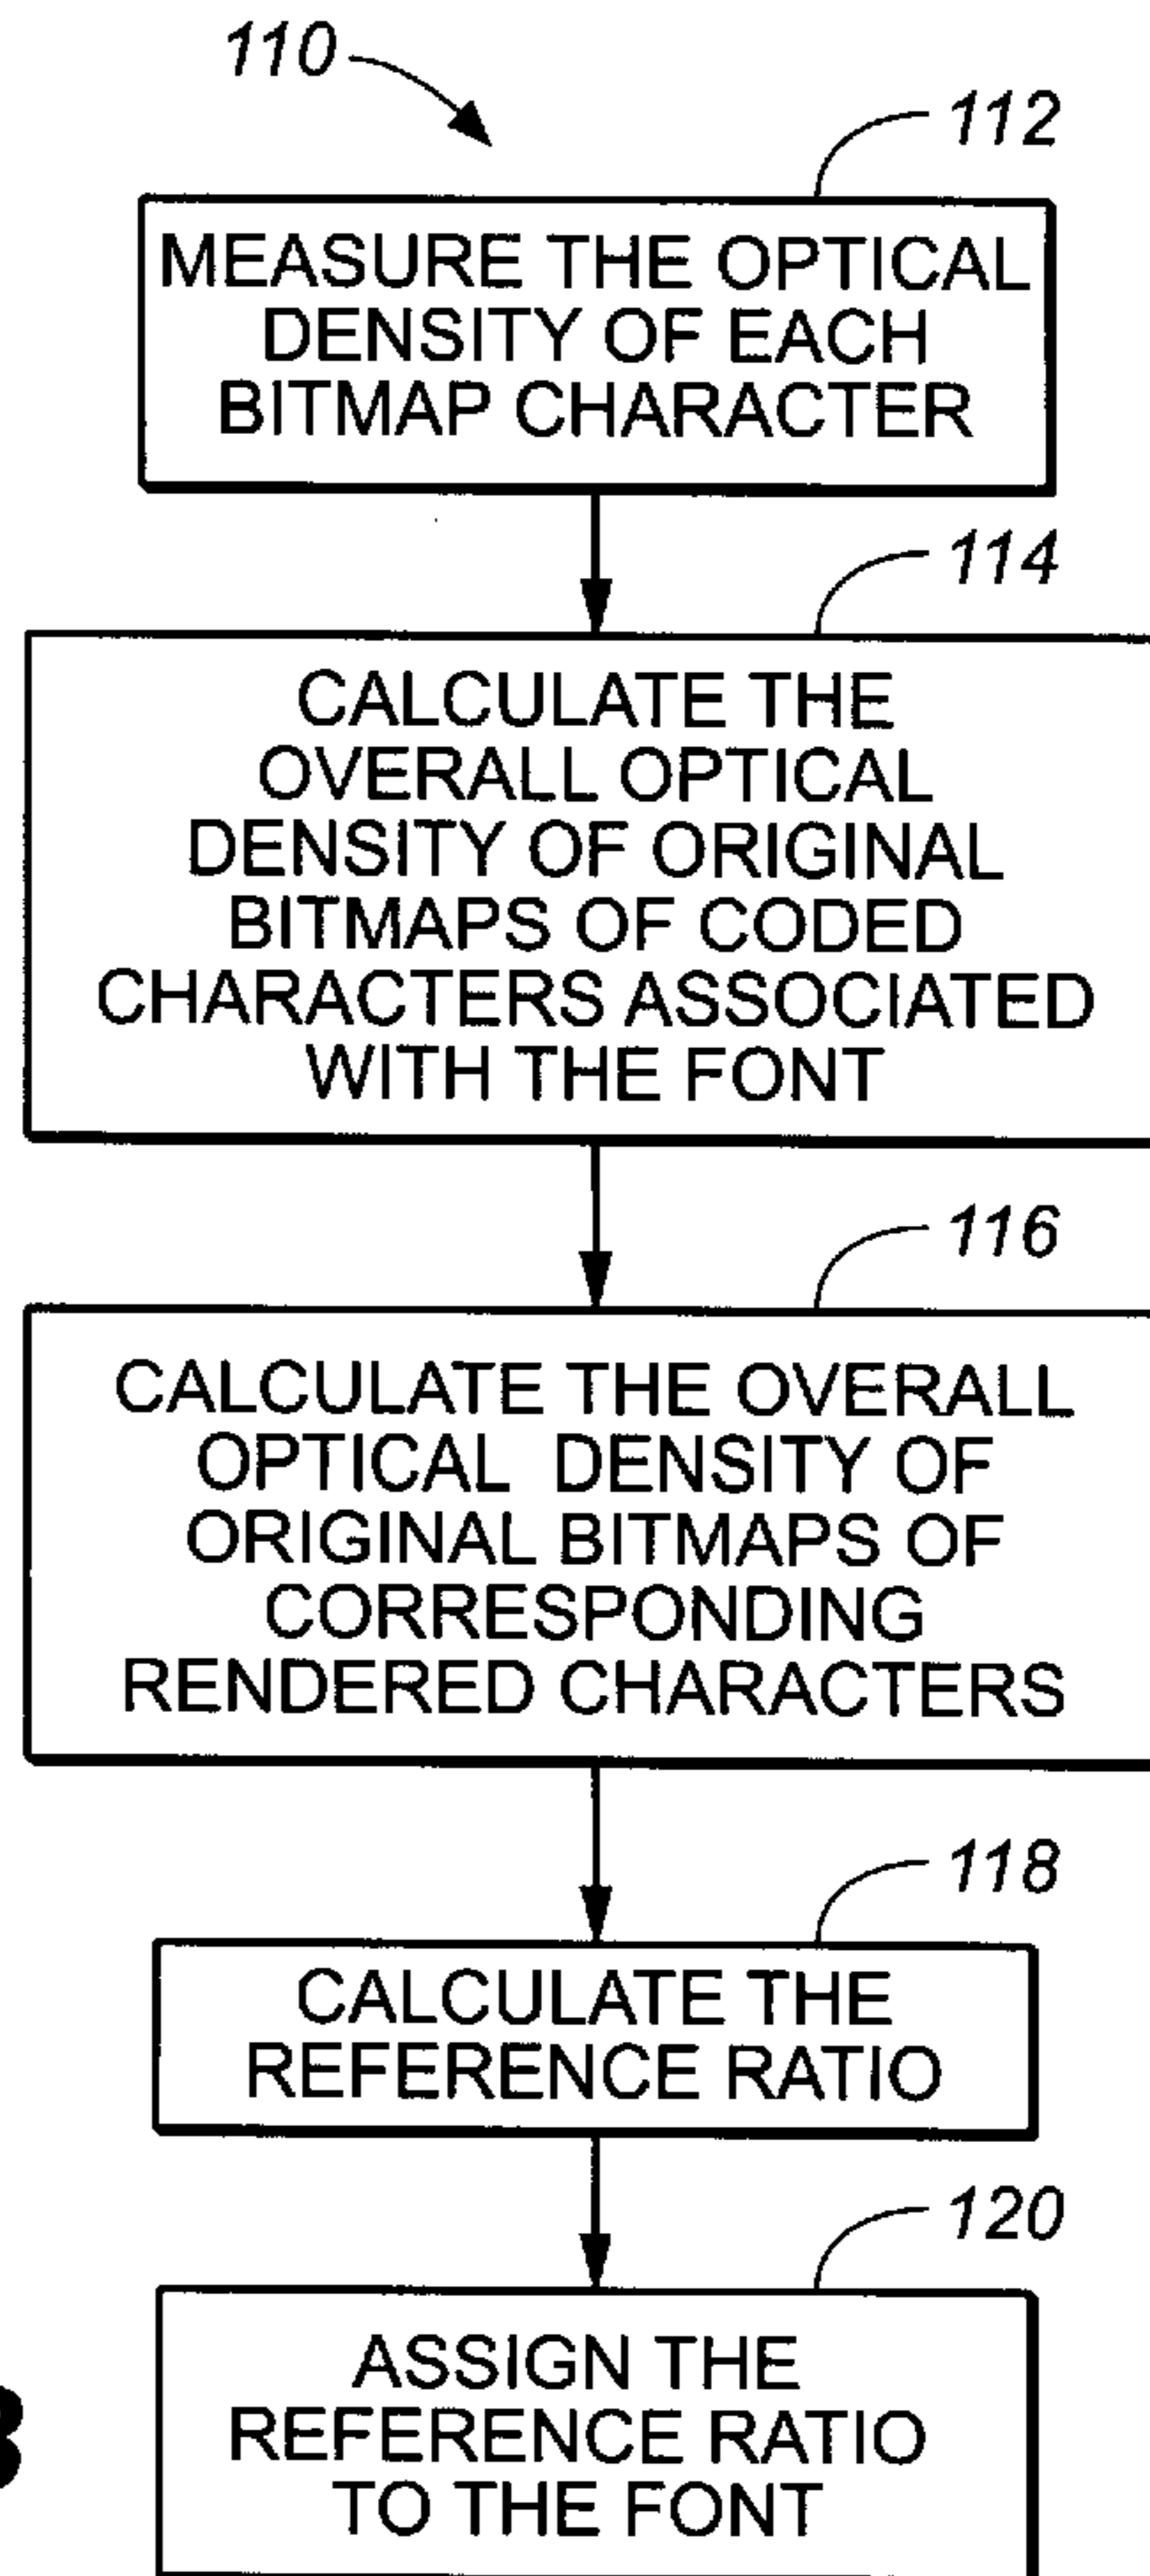 110
112
MEASURE THE OPTICAL
DENSITY OF EACH
BITMAP CHARACTER
114
CALCULATE THE
OVERALL OPTICAL
DENSITY OF ORIGINAL
BITMAPS OF CODED
CHARACTERS ASSOCIATED
WITH THE FONT
116
CALCULATE THE OVERALL
OPTICAL DENSITY OF
ORIGINAL BITMAPS OF
CORRESPONDING
RENDERED CHARACTERS
118
CALCULATE THE
REFERENCE RATIO
120
ASSIGN THE
REFERENCE RATIO
TO THE FONT